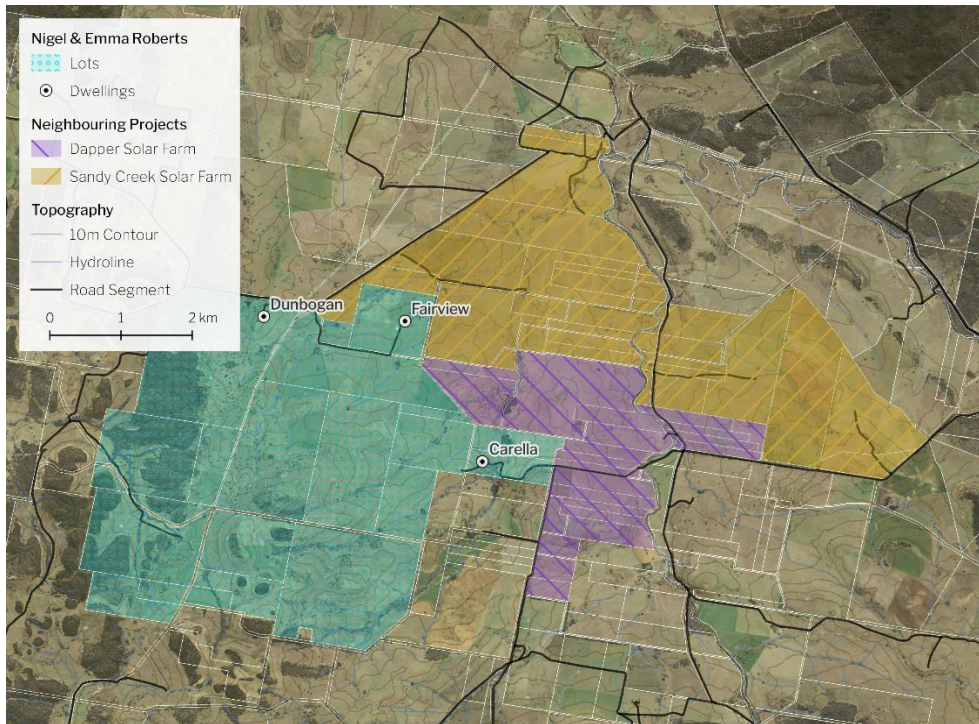 Nigel & Emma Roberts
Lots
Dwellings
Neighbouring Projects
Dapper Solar Farm
Sandy Creek Solar Farm
Topography
10m Contour
Hydroline
Road Segment
0 1 2 km
Dunbogan
Fairview
Carella